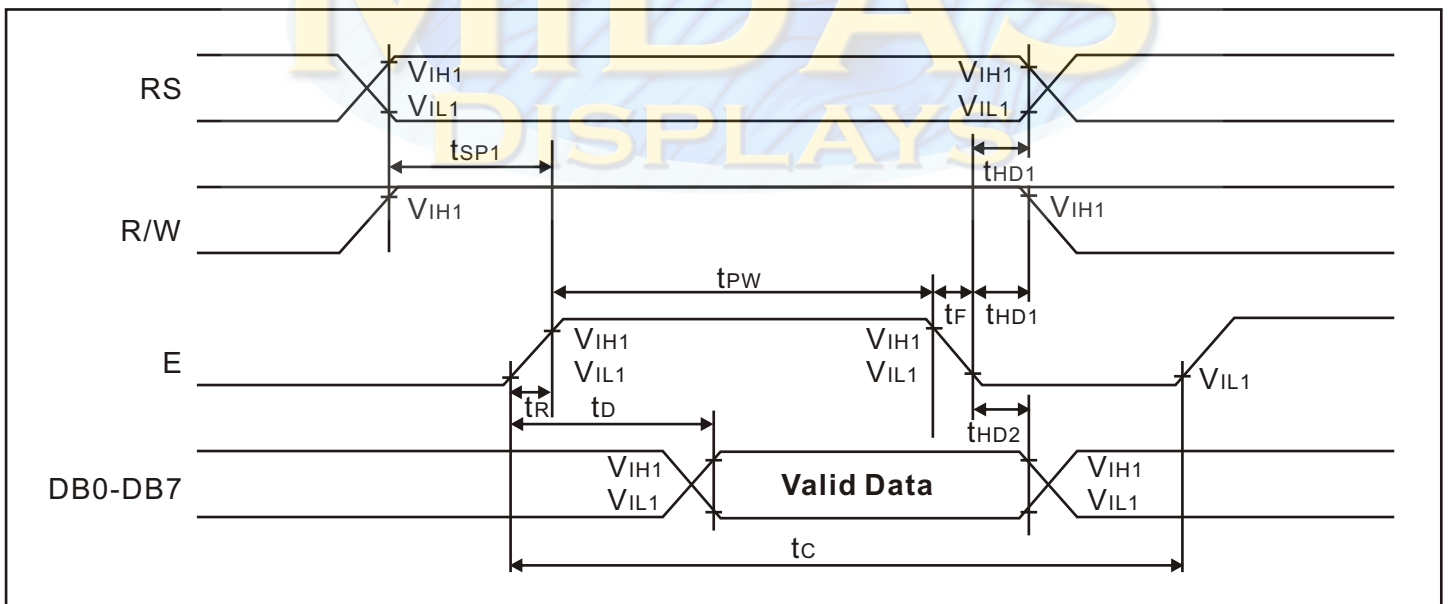 MIDAS
DISPLAYS
RS
VIH1
VIL1
VIH1
VIL1
tSP1
tHD1
R/W
VIH1
VIH1
tPW
tF
tHD1
E
VIH1
VIL1
VIH1
VIL1
VIL1
tR
tD
tHD2
DB0-DB7
VIH1
VIL1
Valid Data
VIH1
VIL1
tC